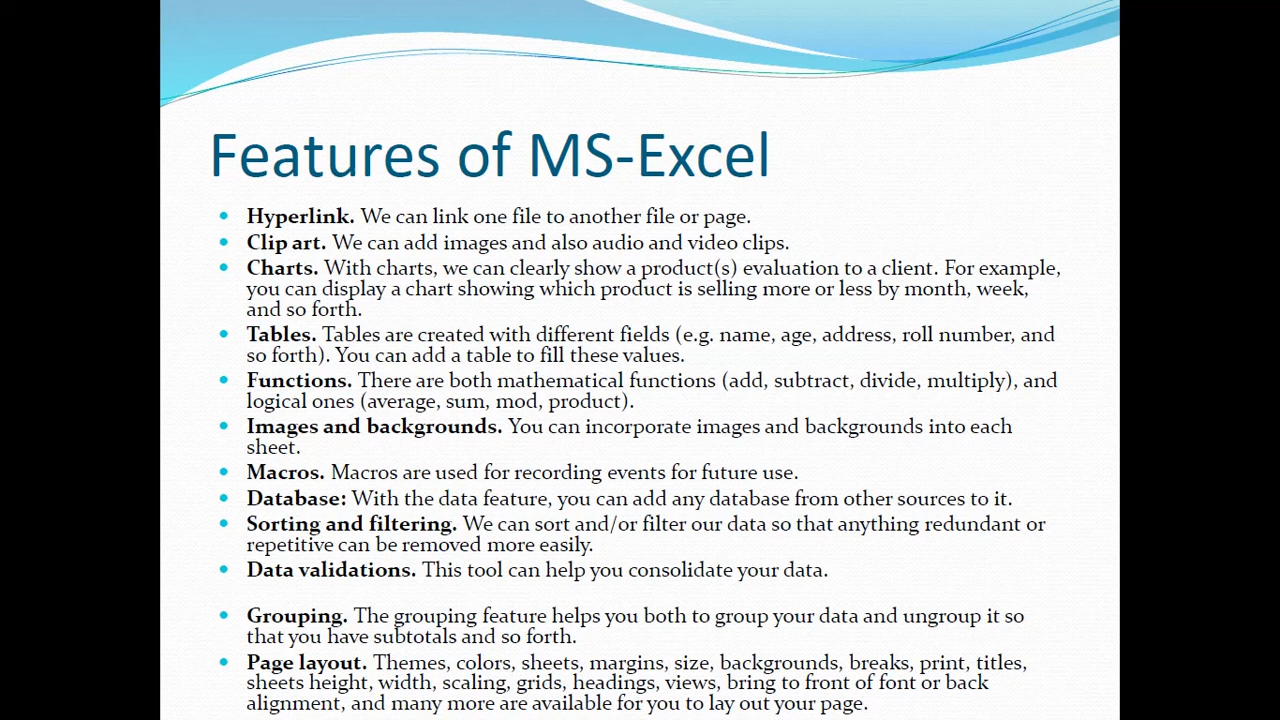 Features of MS-Excel
• Hyperlink. We can link one file to another file or page.
• Clip art. We can add images and also audio and video clips.
• Charts. With charts, we can clearly show a product(s) evaluation to a client. For example,
you can display a chart showing which product is selling more or less by month, week,
and so forth.
• Tables. Tables are created with different fields (e.g. name, age, address, roll number, and
so forth). You can add a table to fill these values.
• Functions. There are both mathematical functions (add, subtract, divide, multiply), and
logical ones (average, sum, mod, product).
• Images and backgrounds. You can incorporate images and backgrounds into each
sheet.
• Macros. Macros are used for recording events for future use.
• Database: With the data feature, you can add any database from other sources to it.
• Sorting and filtering. We can sort and/or filter our data so that anything redundant or
repetitive can be removed more easily.
• Data validations. This tool can help you consolidate your data.
• Grouping. The grouping feature helps you both to group your data and ungroup it so
that you have subtotals and so forth.
• Page layout. Themes, colors, sheets, margins, size, backgrounds, breaks, print, titles,
sheets height, width, scaling, grids, headings, views, bring to front of font or back
alignment, and many more are available for you to lay out your page.